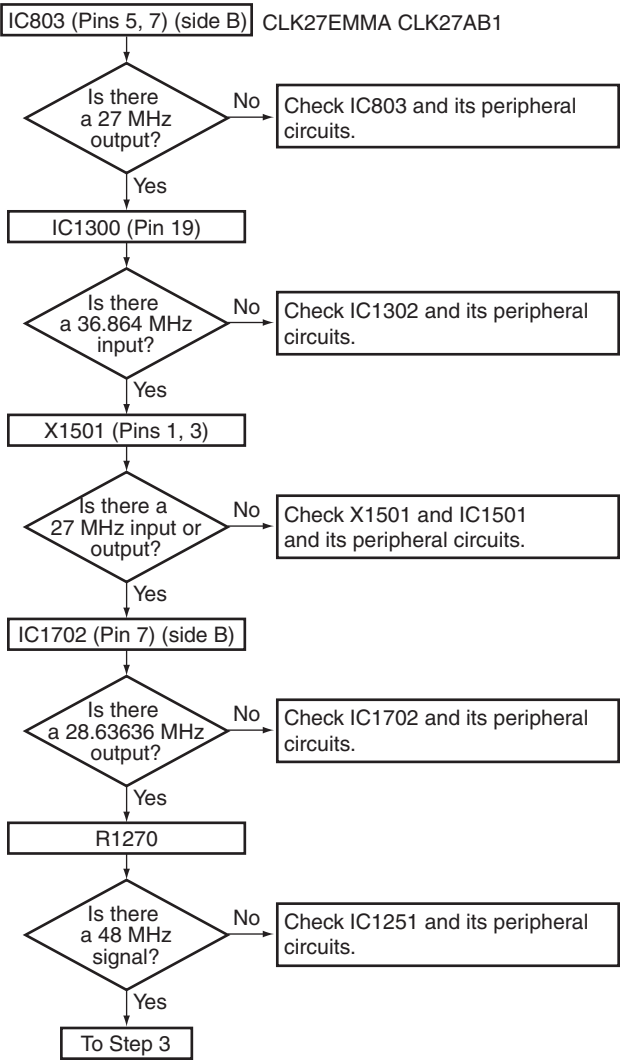 IC803 (Pins 5, 7) (side B) CLK27EMMA CLK27AB1
Is there
a 27 MHz
output?
No
Check IC803 and its peripheral
circuits.
Yes
IC1300 (Pin 19)
Is there
a 36.864 MHz
input?
No
Check IC1302 and its peripheral
circuits.
Yes
X1501 (Pins 1, 3)
Is there a
27 MHz input or
output?
No
Check X1501 and IC1501
and its peripheral circuits.
Yes
IC1702 (Pin 7) (side B)
Is there
a 28.63636 MHz
output?
No
Check IC1702 and its peripheral
circuits.
Yes
R1270
Is there
a 48 MHz
signal?
No
Check IC1251 and its peripheral
circuits.
Yes
To Step 3